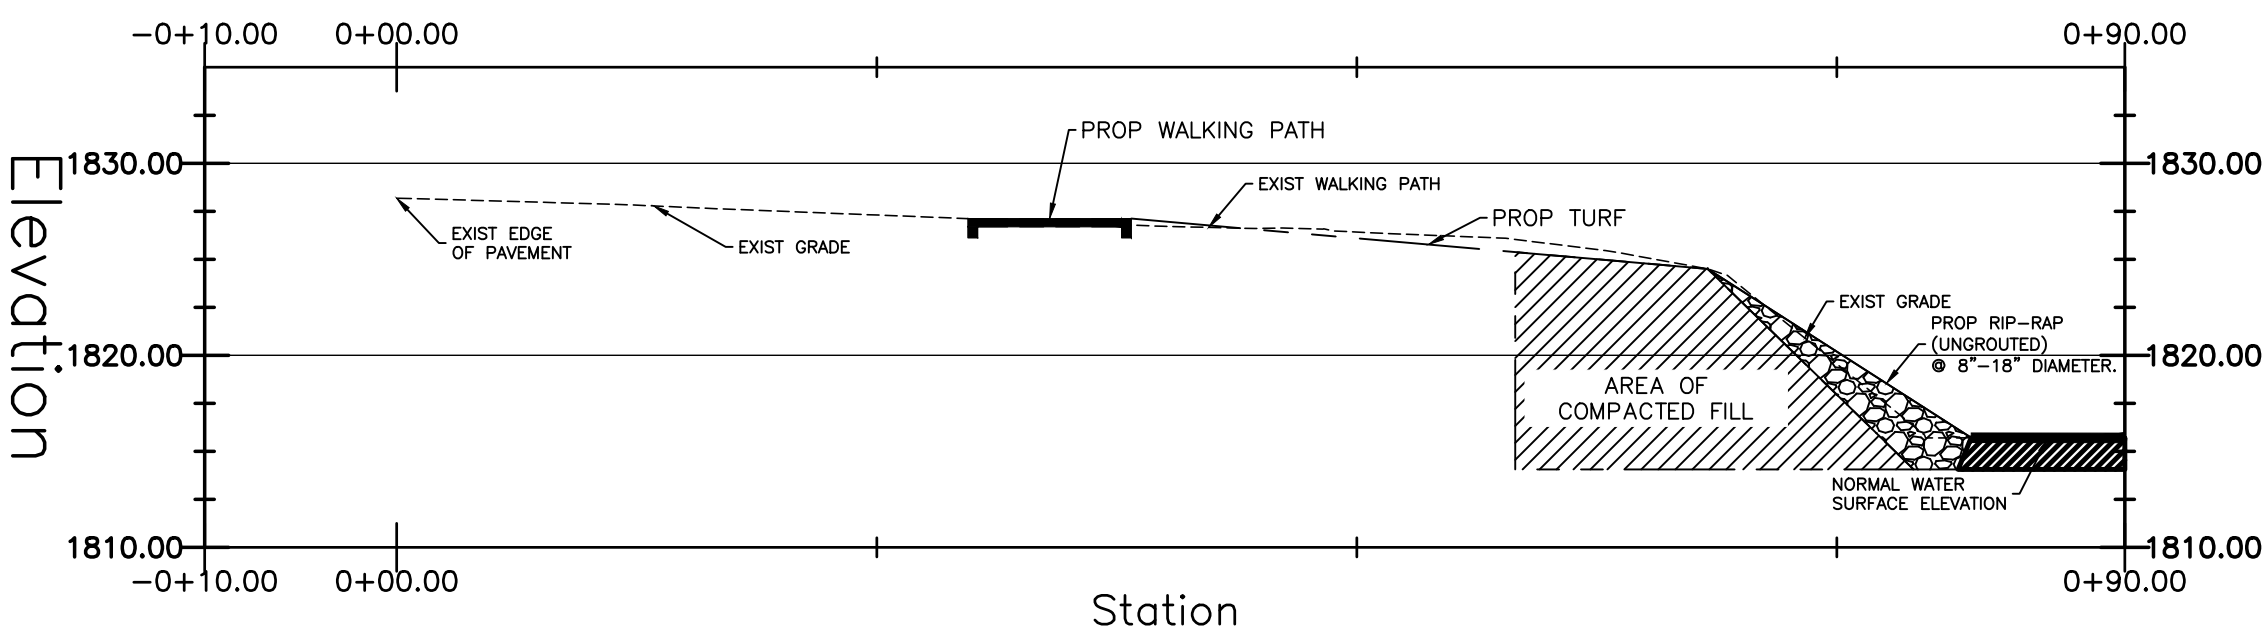 -0+10.00 0+00.00 0+90.00
PROP WALKING PATH
1830.00 1830.00
EXIST WALKING PATH
PROP TURF
EXIST EDGE
OF PAVEMENT
EXIST GRADE
Elevation
EXIST GRADE
PROP RIP-RAP
(UNGROUTED)
@ 8"-18" DIAMETER.
1820.00 1820.00
AREA OF
COMPACTED FILL
NORMAL WATER
SURFACE ELEVATION
1810.00 1810.00
-0+10.00 0+00.00 0+90.00
Station